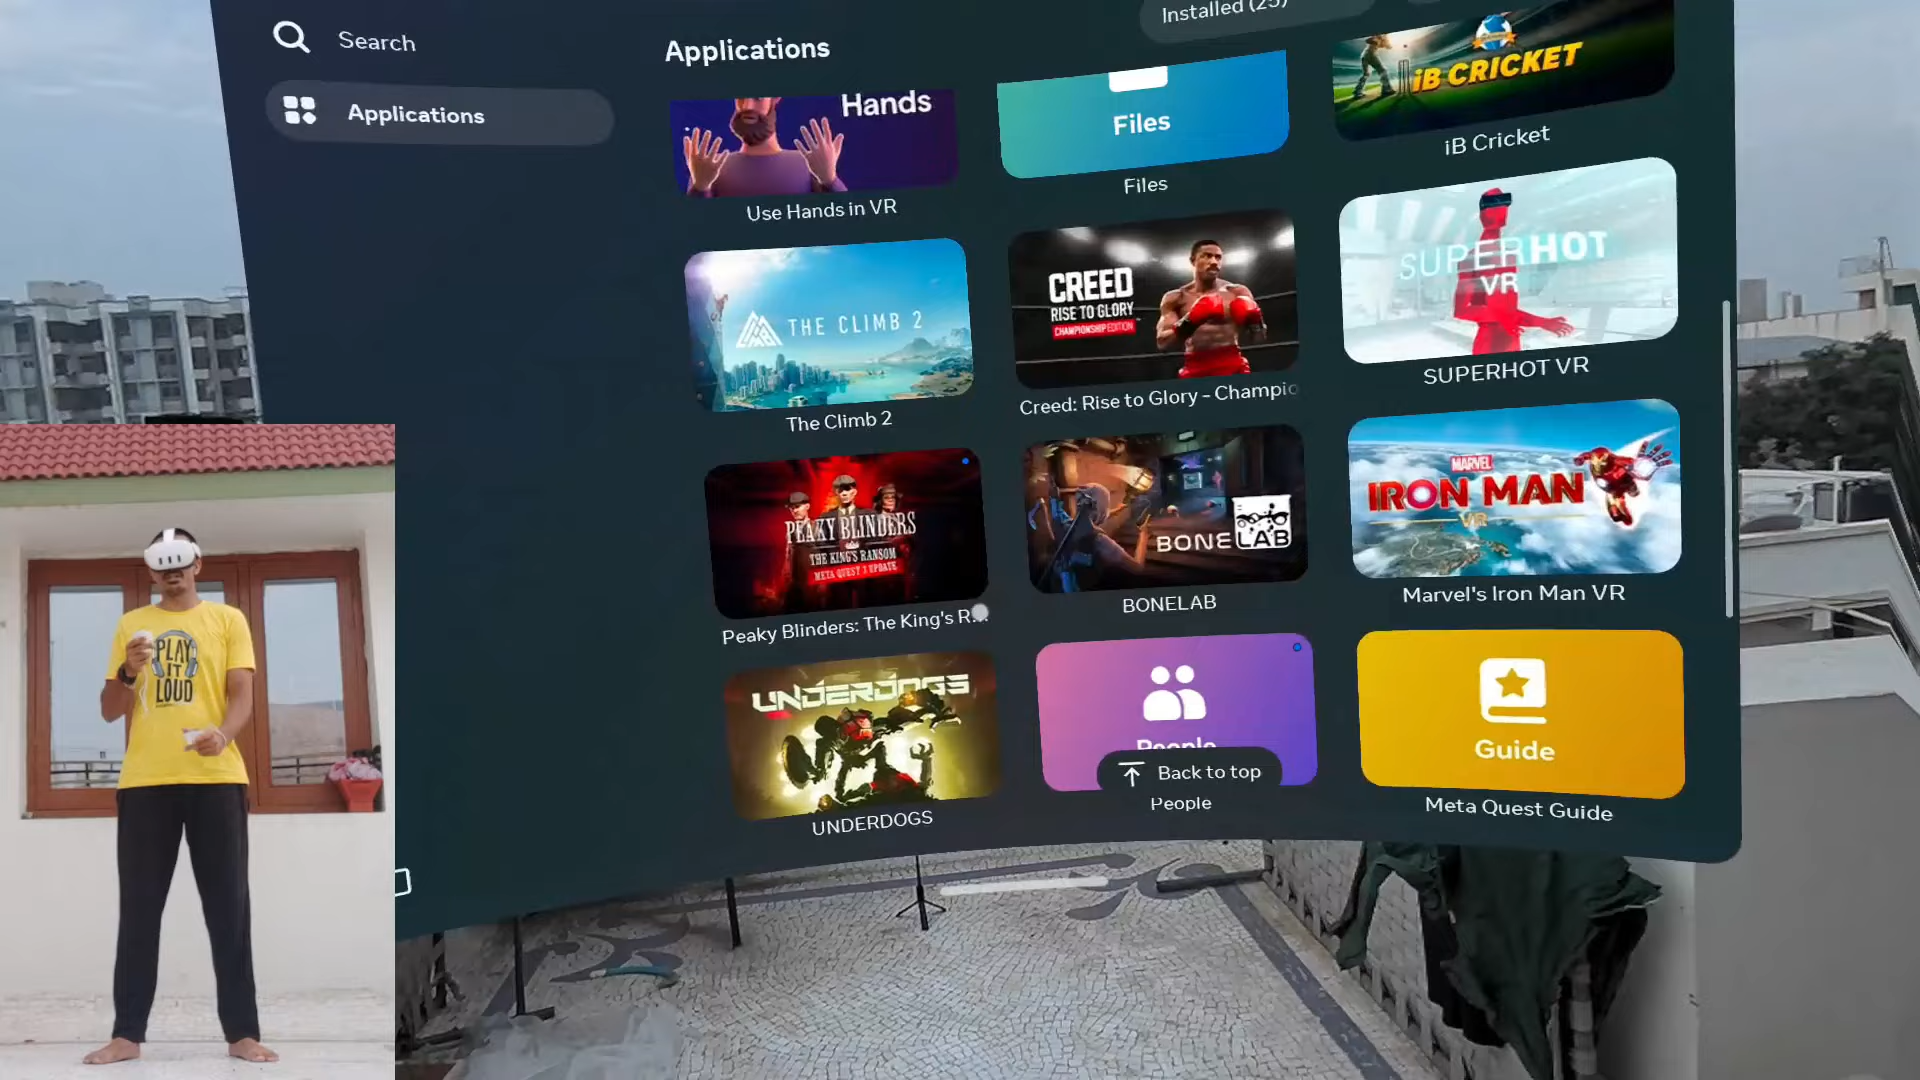 Search
Applications
Applications
Installed (25)
Hands
Use Hands in VR
Files
Files
iB CRICKET
iB Cricket
THE CLIMB 2
The Climb 2
CREED
RISE TO GLORY
CHAMPIONSHIP EDITION
Creed: Rise to Glory - Champio
SUPERHOT
VR
SUPERHOT VR
PEAKY BLINDERS
THE KING'S RANSOM
META QUEST 3 UPDATE
Peaky Blinders: The King's R...
BONELAB
BONELAB
MARVEL
IRON MAN
VR
Marvel's Iron Man VR
UNDERDOGS
UNDERDOGS
People
Back to top
People
Guide
Meta Quest Guide
PLAY
IT
LOUD